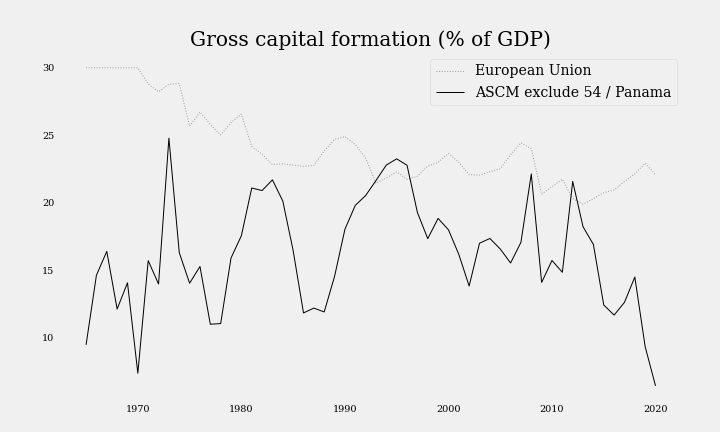 Gross capital formation (% of GDP)
European Union
ASCM exclude 54 / Panama
30
25
20
15
10
1970 1980 1990 2000 2010 2020